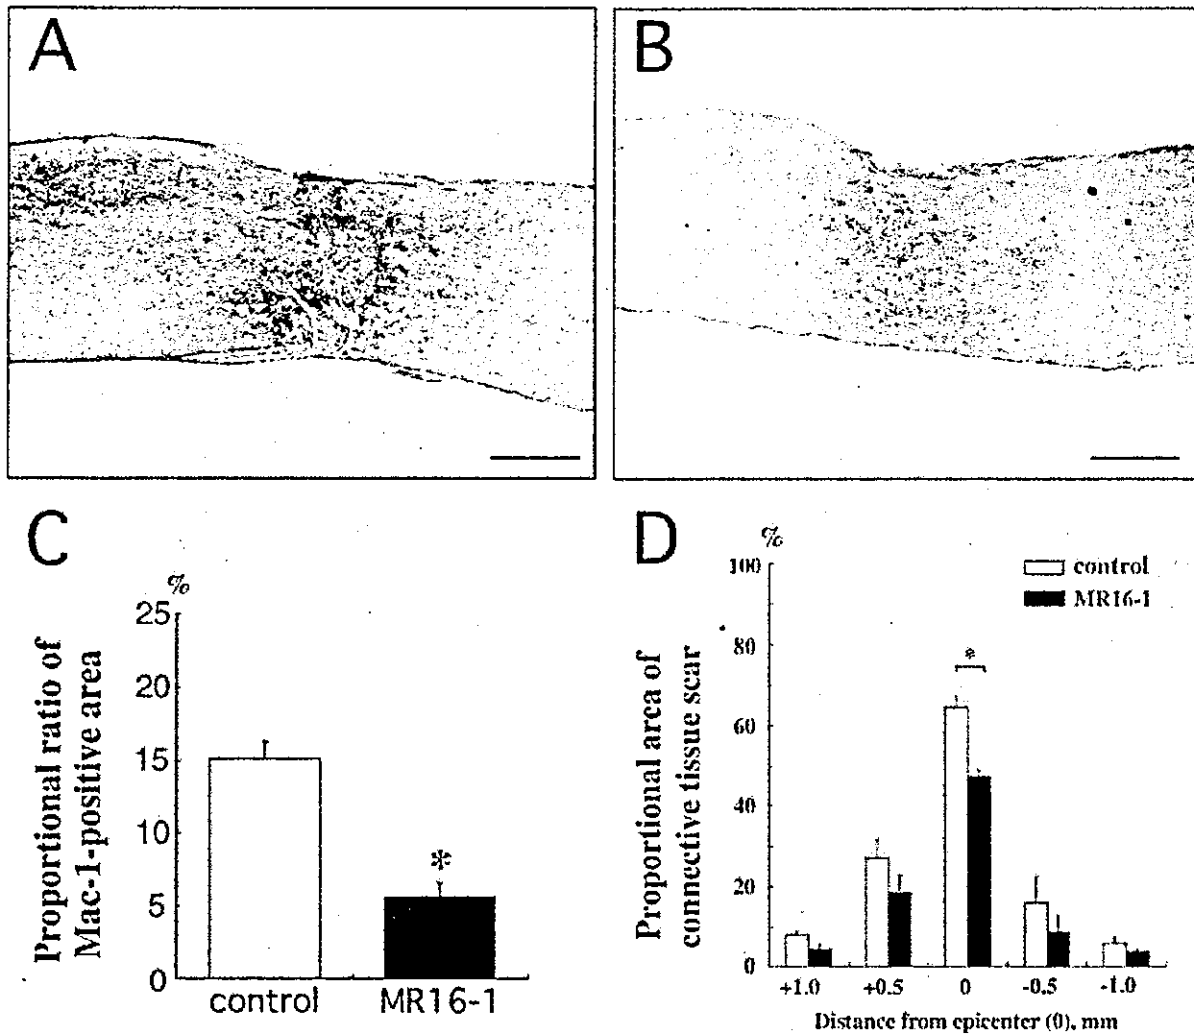 A
B
C
%
25
20
15
10
5
0
Proportional ratio of
Mac-1-positive area
*
control
MR16-1
D
%
100
80
60
40
20
0
Proportional area of
connective tissue scar
control
MR16-1
*
+1.0
+0.5
0
-0.5
-1.0
Distance from epicenter (0), mm